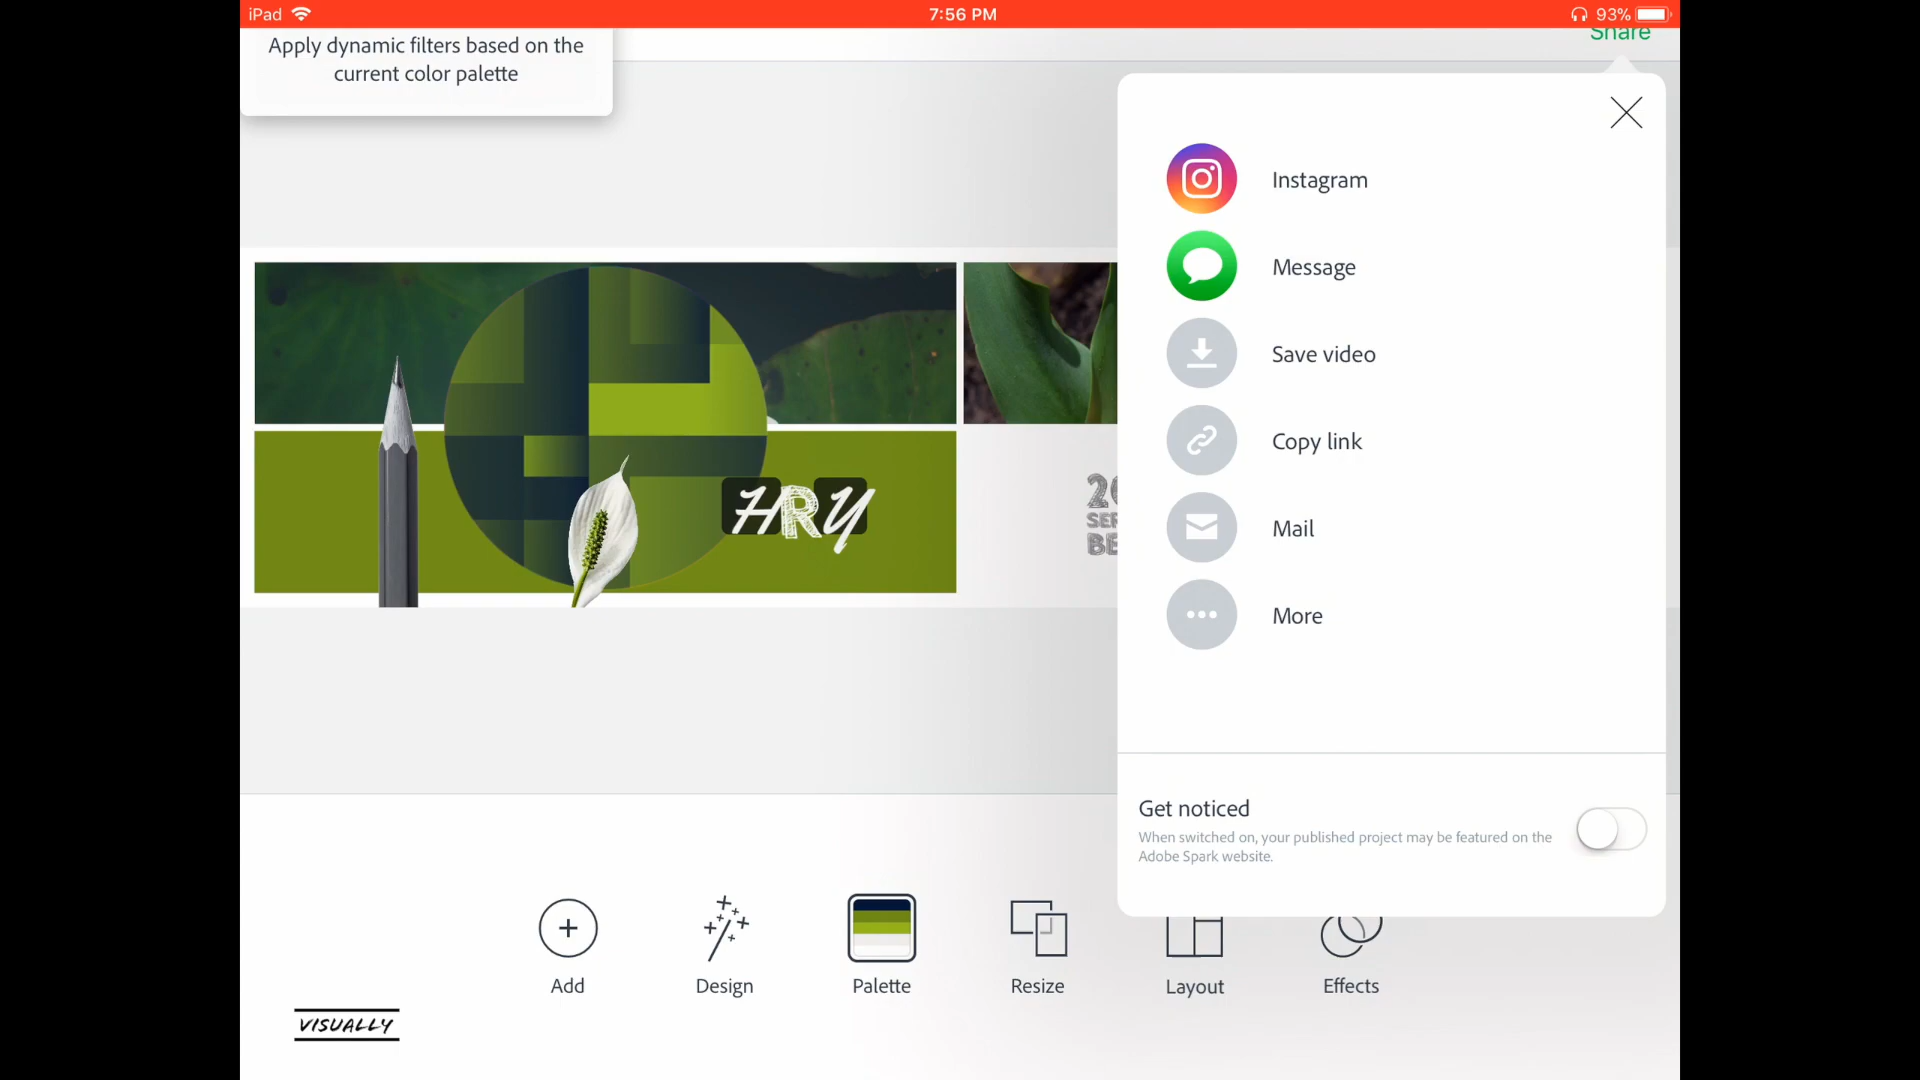 iPad
7:56 PM
93%
Share
Apply dynamic filters based on the
current color palette
Instagram
Message
Save video
Copy link
Mail
More
HRY
Get noticed
When switched on, your published project may be featured on the
Adobe Spark website.
Add
Design
Palette
Resize
Layout
Effects
VISUALLY